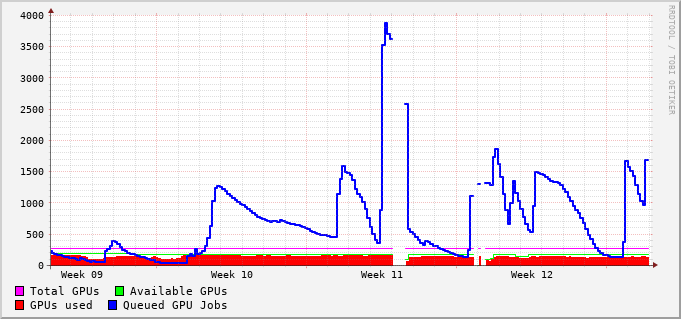 4000
3500
3000
2500
2000
1500
1000
500
0
Week 09 Week 10 Week 11 Week 12
Total GPUs Available GPUs
GPUs used Queued GPU Jobs
RRDTOOL / TOBI OETIKER